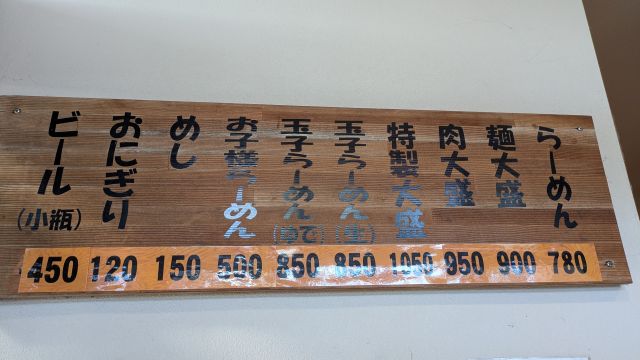 らーめん
780
麺大盛
900
肉大盛
950
特製大盛
1050
玉子らーめん(生)
850
玉子らーめん(ゆで)
850
お子様らーめん
500
めし
150
おにぎり
120
ビール(小瓶)
450